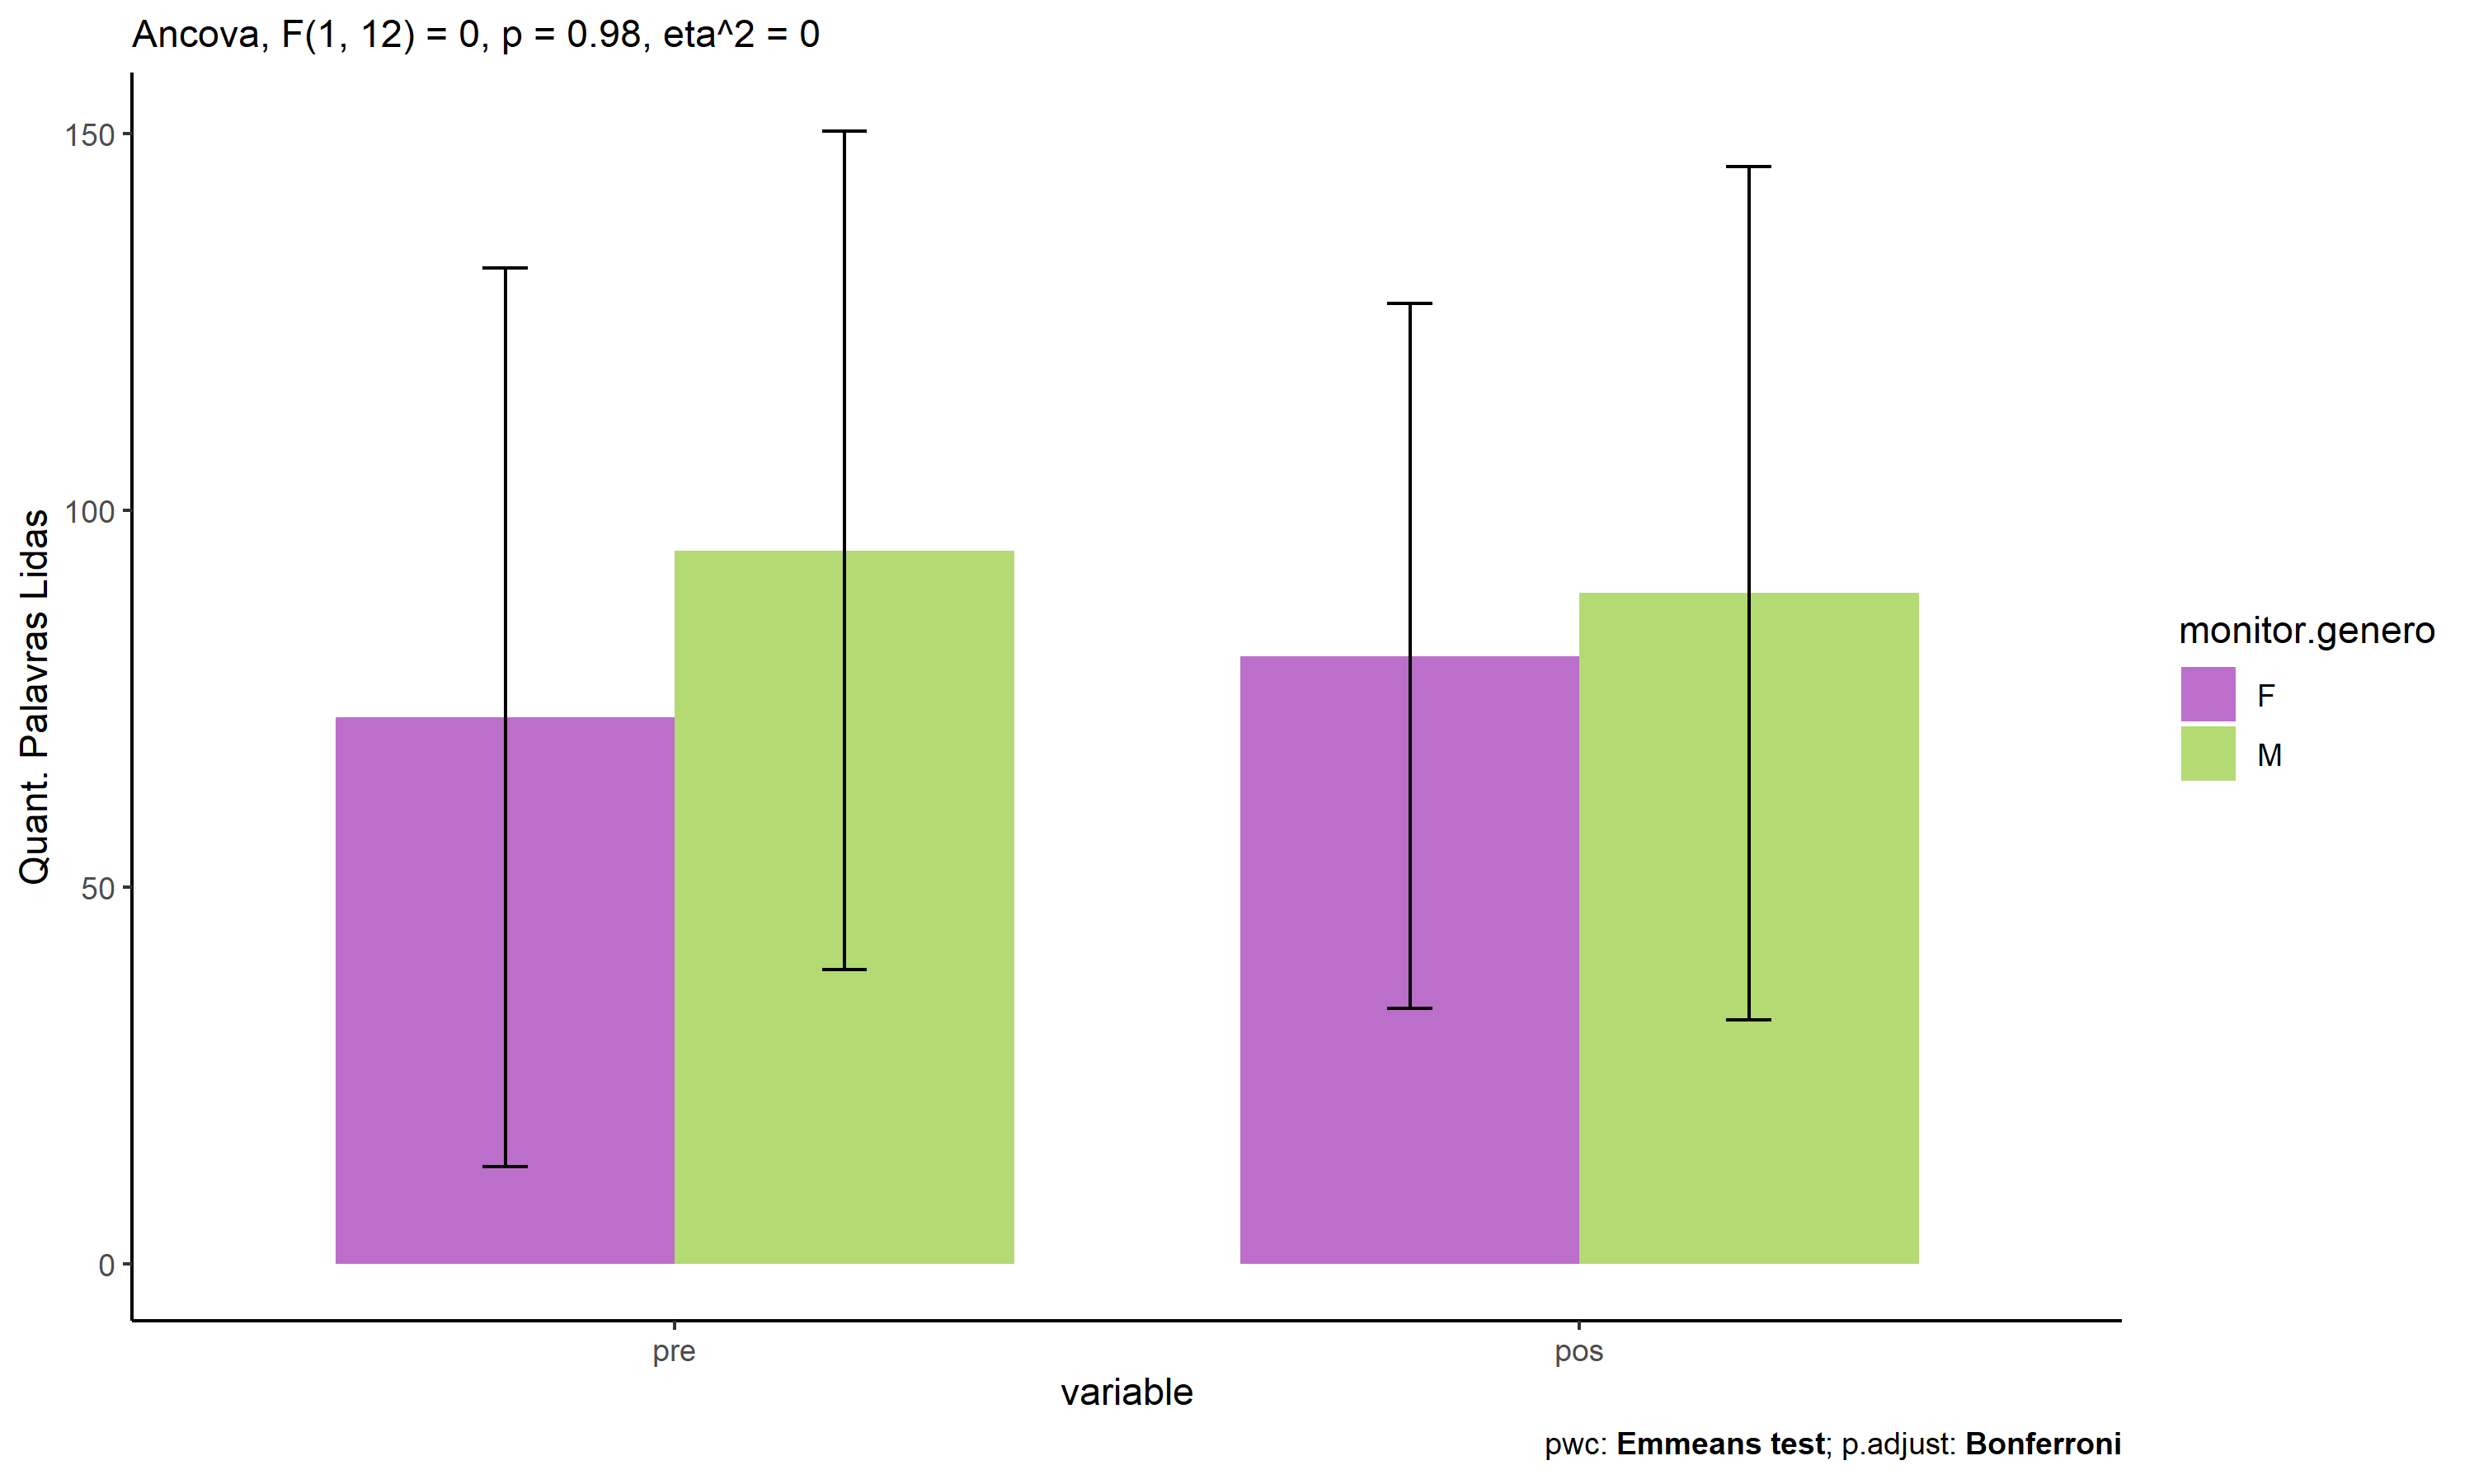 Ancova, F(1, 12) = 0, p = 0.98, eta^2 = 0
Quant. Palavras Lidas
150
100
50
0
pre
pos
variable
monitor.genero
F
M
pwc: Emmeans test; p.adjust: Bonferroni